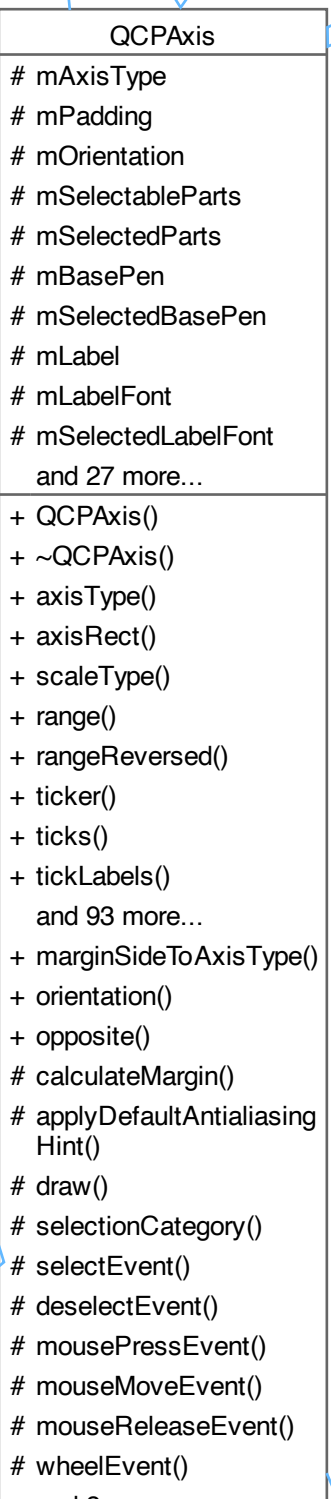 QCPAxis
# mAxisType
# mPadding
# mOrientation
# mSelectableParts
# mSelectedParts
# mBasePen
# mSelectedBasePen
# mLabel
# mLabelFont
# mSelectedLabelFont
and 27 more...
+ QCPAxis()
+ ~QCPAxis()
+ axisType()
+ axisRect()
+ scaleType()
+ range()
+ rangeReversed()
+ ticker()
+ ticks()
+ tickLabels()
and 93 more...
+ marginSideToAxisType()
+ orientation()
+ opposite()
# calculateMargin()
# applyDefaultAntialiasing
Hint()
# draw()
# selectionCategory()
# selectEvent()
# deselectEvent()
# mousePressEvent()
# mouseMoveEvent()
# mouseReleaseEvent()
# wheelEvent()